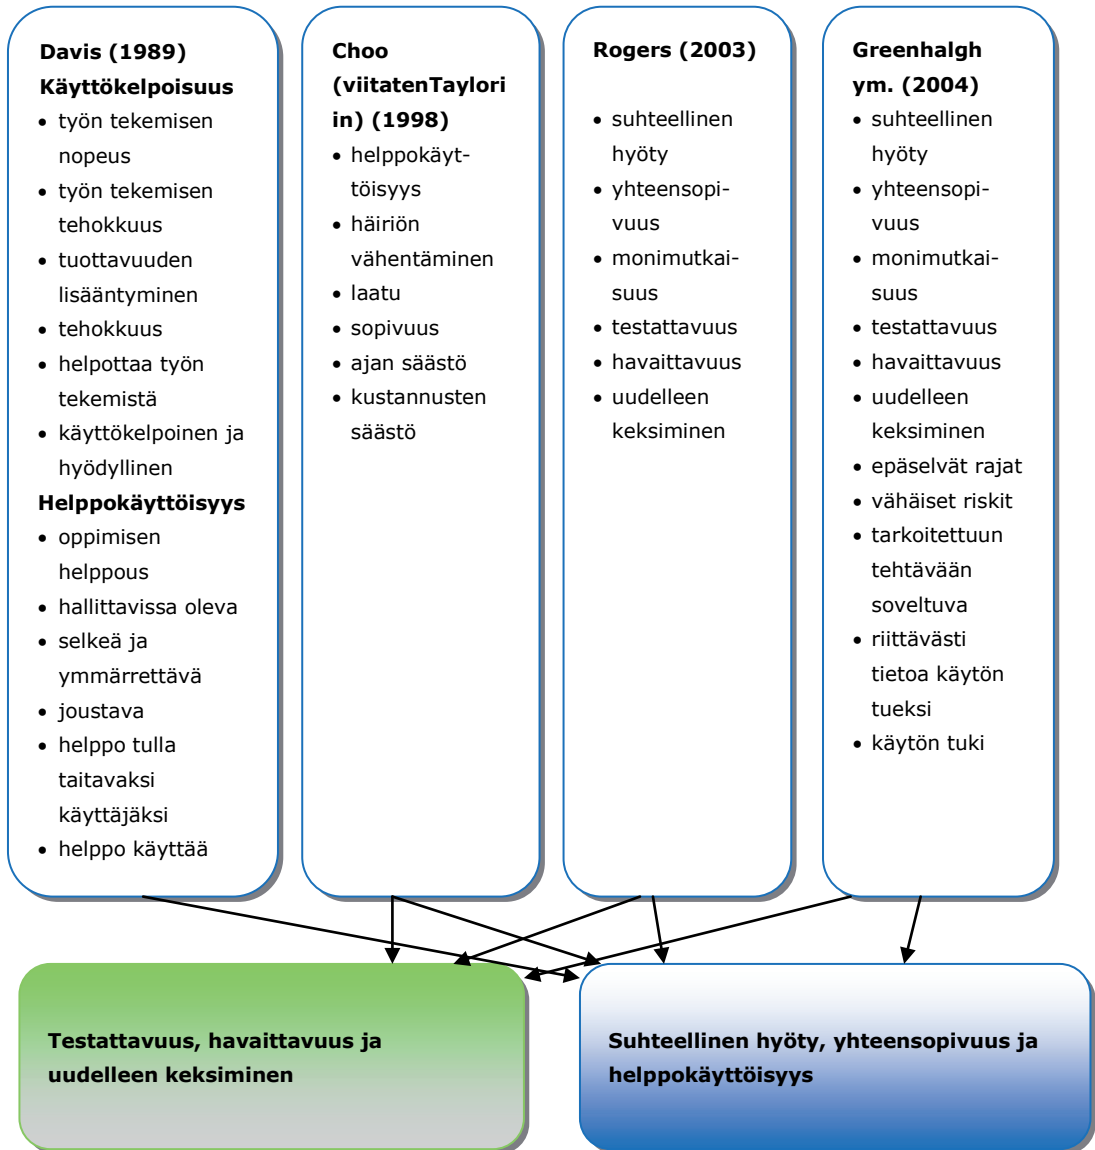 Davis (1989)
Käyttökelpoisuus
• työn tekemisen
nopeus
• työn tekemisen
tehokkuus
• tuottavuuden
lisääntyminen
• tehokkuus
• helpottaa työn
tekemistä
• käyttökelpoinen ja
hyödyllinen
Helppokäyttöisyys
• oppimisen
helppous
• hallittavissa oleva
• selkeä ja
ymmärrettävä
• joustava
• helppo tulla
taitavaksi
käyttäjäksi
• helppo käyttää
Choo
(viitatenTaylori
in) (1998)
• helppokäyt-
töisyys
• häiriön
vähentäminen
• laatu
• sopivuus
• ajan säästö
• kustannusten
säästö
Rogers (2003)
• suhteellinen
hyöty
• yhteensopi-
vuus
• monimutkai-
suus
• testattavuus
• havaittavuus
• uudelleen
keksiminen
Greenhalgh
ym. (2004)
• suhteellinen
hyöty
• yhteensopi-
vuus
• monimutkai-
suus
• testattavuus
• havaittavuus
• uudelleen
keksiminen
• epäselvät rajat
• vähäiset riskit
• tarkoitettuun
tehtävään
soveltuva
• riittävästi
tietoa käytön
tueksi
• käytön tuki
Testattavuus, havaittavuus ja
uudelleen keksiminen
Suhteellinen hyöty, yhteensopivuus ja
helppokäyttöisyys